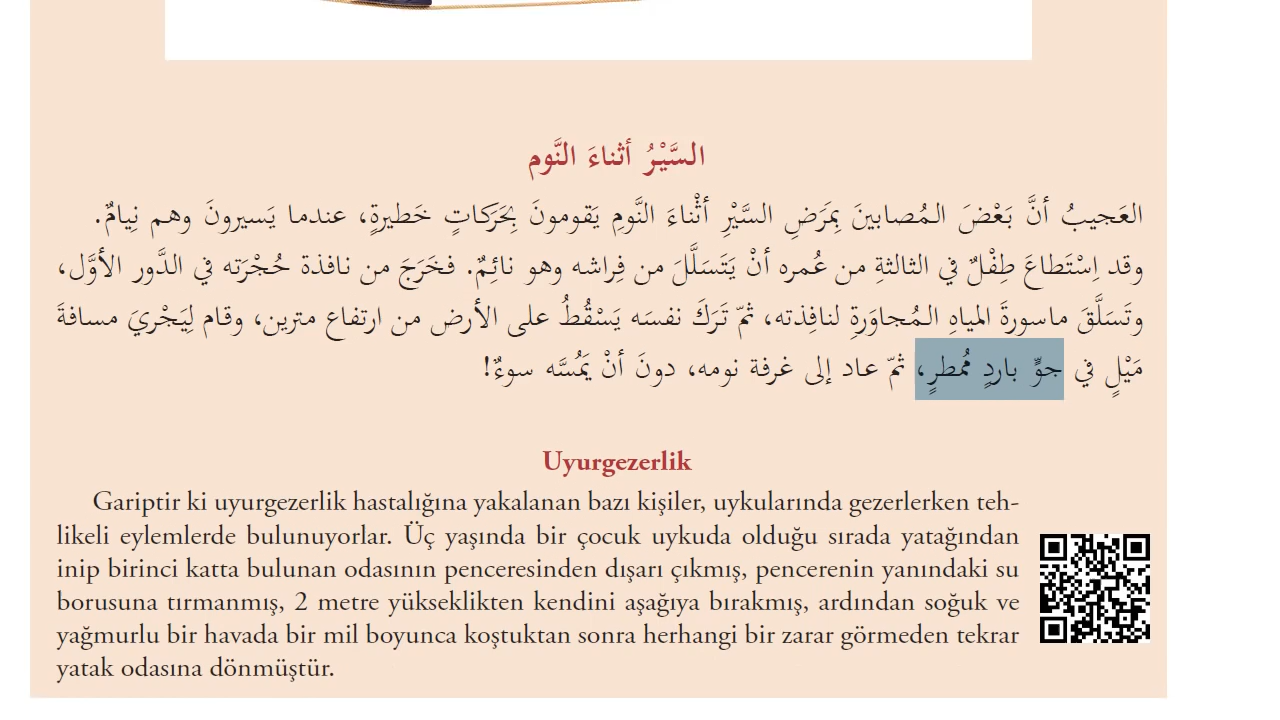 السَّيْرُ أثناءَ النَّوم
العَجيبُ أنَّ بَعْضَ المُصابينَ بِمَرَضِ السَّيْرِ أثْناءَ النَّومِ يَقومونَ بِحَرَكاتٍ خَطيرةٍ، عندما يَسيرونَ وهم نِيامٌ.
وقد اِسْتَطاعَ طِفْلٌ في الثالثةِ من عُمره أنْ يَتَسَلَّلَ من فِراشه وهو نائِمٌ. فخَرَجَ من نافذة حُجْرَته في الدَّور الأوَّل،
وتَسَلَّقَ ماسورةَ المياهِ المُجاوَرةِ لنافِذته، ثمّ تَرَكَ نفسَه يَسْقُطُ على الأرض من ارتفاع مترين، وقام لِيَجْريَ مسافةَ
مَيْلٍ في جوٍّ باردٍ مُمطرٍ، ثمّ عاد إلى غرفة نومه، دونَ أنْ يَمُسَّه سوءٌ!
Uyurgezerlik
Gariptir ki uyurgezerlik hastalığına yakalanan bazı kişiler, uykularında gezerlerken teh-
likeli eylemlerde bulunuyorlar. Üç yaşında bir çocuk uykuda olduğu sırada yatağından
inip birinci katta bulunan odasının penceresinden dışarı çıkmış, pencerenin yanındaki su
borusuna tırmanmış, 2 metre yükseklikten kendini aşağıya bırakmış, ardından soğuk ve
yağmurlu bir havada bir mil boyunca koştuktan sonra herhangi bir zarar görmeden tekrar
yatak odasına dönmüştür.